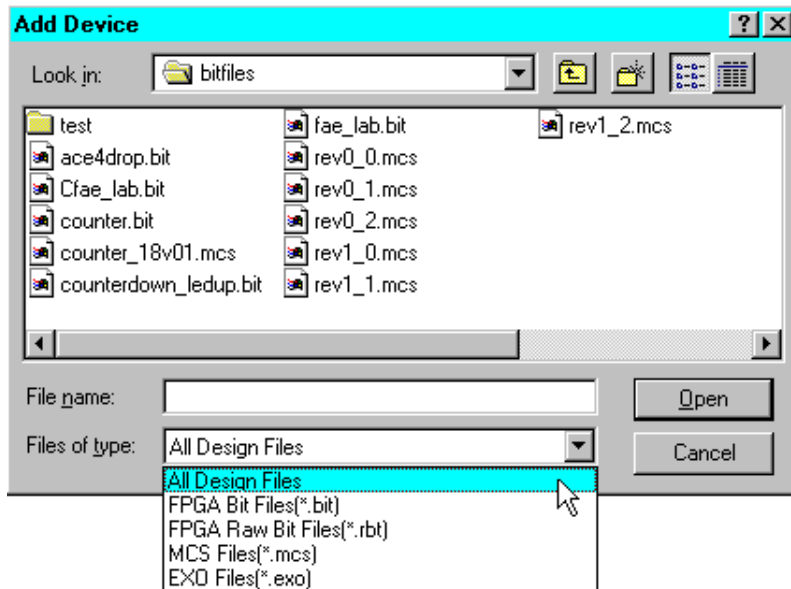 Add Device
Look in: bitfiles
test
ace4drop.bit
Cfae_lab.bit
counter.bit
counter_18v01.mcs
counterdown_ledup.bit
fae_lab.bit
rev0_0.mcs
rev0_1.mcs
rev0_2.mcs
rev1_0.mcs
rev1_1.mcs
rev1_2.mcs
File name:
Open
Files of type: All Design Files
Cancel
All Design Files
FPGA Bit Files(*.bit)
FPGA Raw Bit Files(*.rbt)
MCS Files(*.mcs)
EXO Files(*.exo)